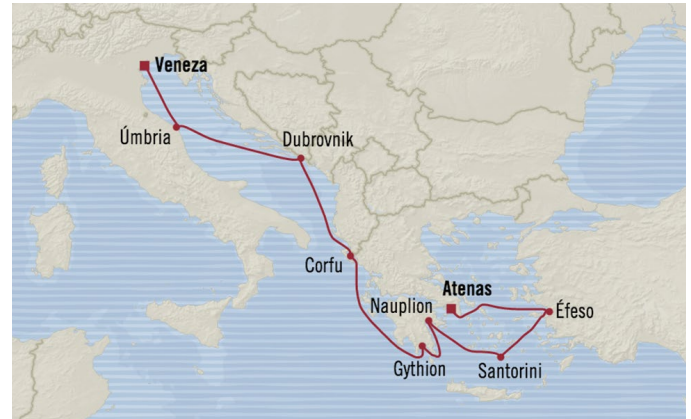 Veneza
Úmbria
Dubrovnik
Corfu
Nauplion
Atenas
Éfeso
Gythion
Santorini